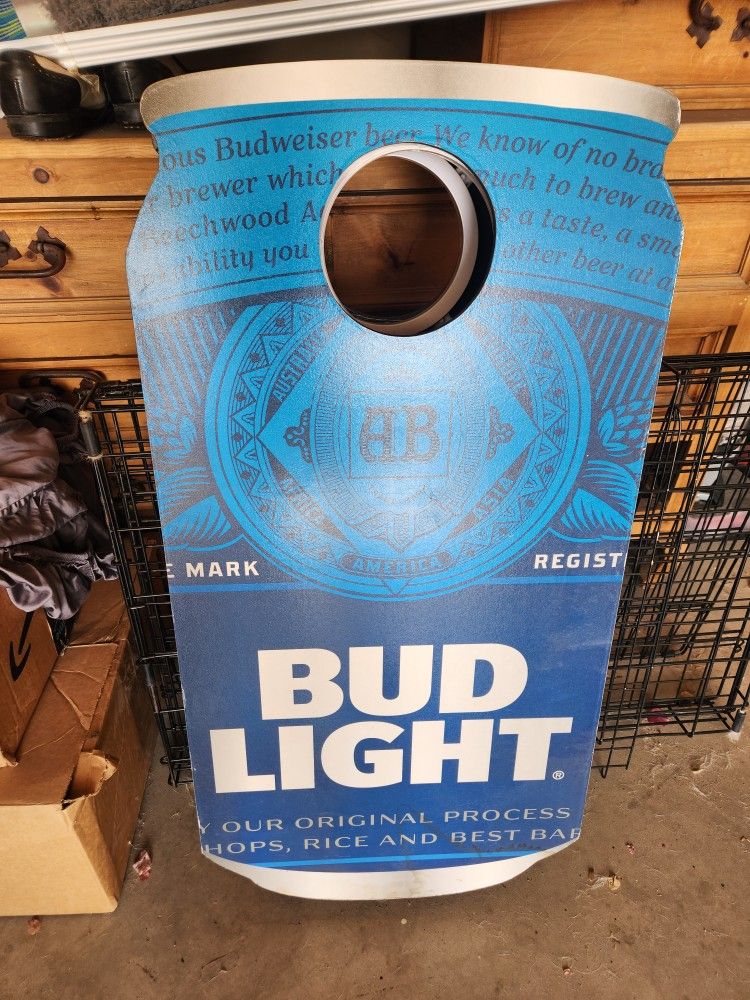 ous Budweiser beer. We know of no bra
brewer which much to brew and
Beechwood A s a taste, a smo
ability you other beer at a
AB
AMERICA
E MARK
REGIST
BUD
LIGHT®
Y OUR ORIGINAL PROCESS
HOPS, RICE AND BEST BAR